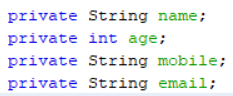 private String name;
private int age;
private String mobile;
private String email;